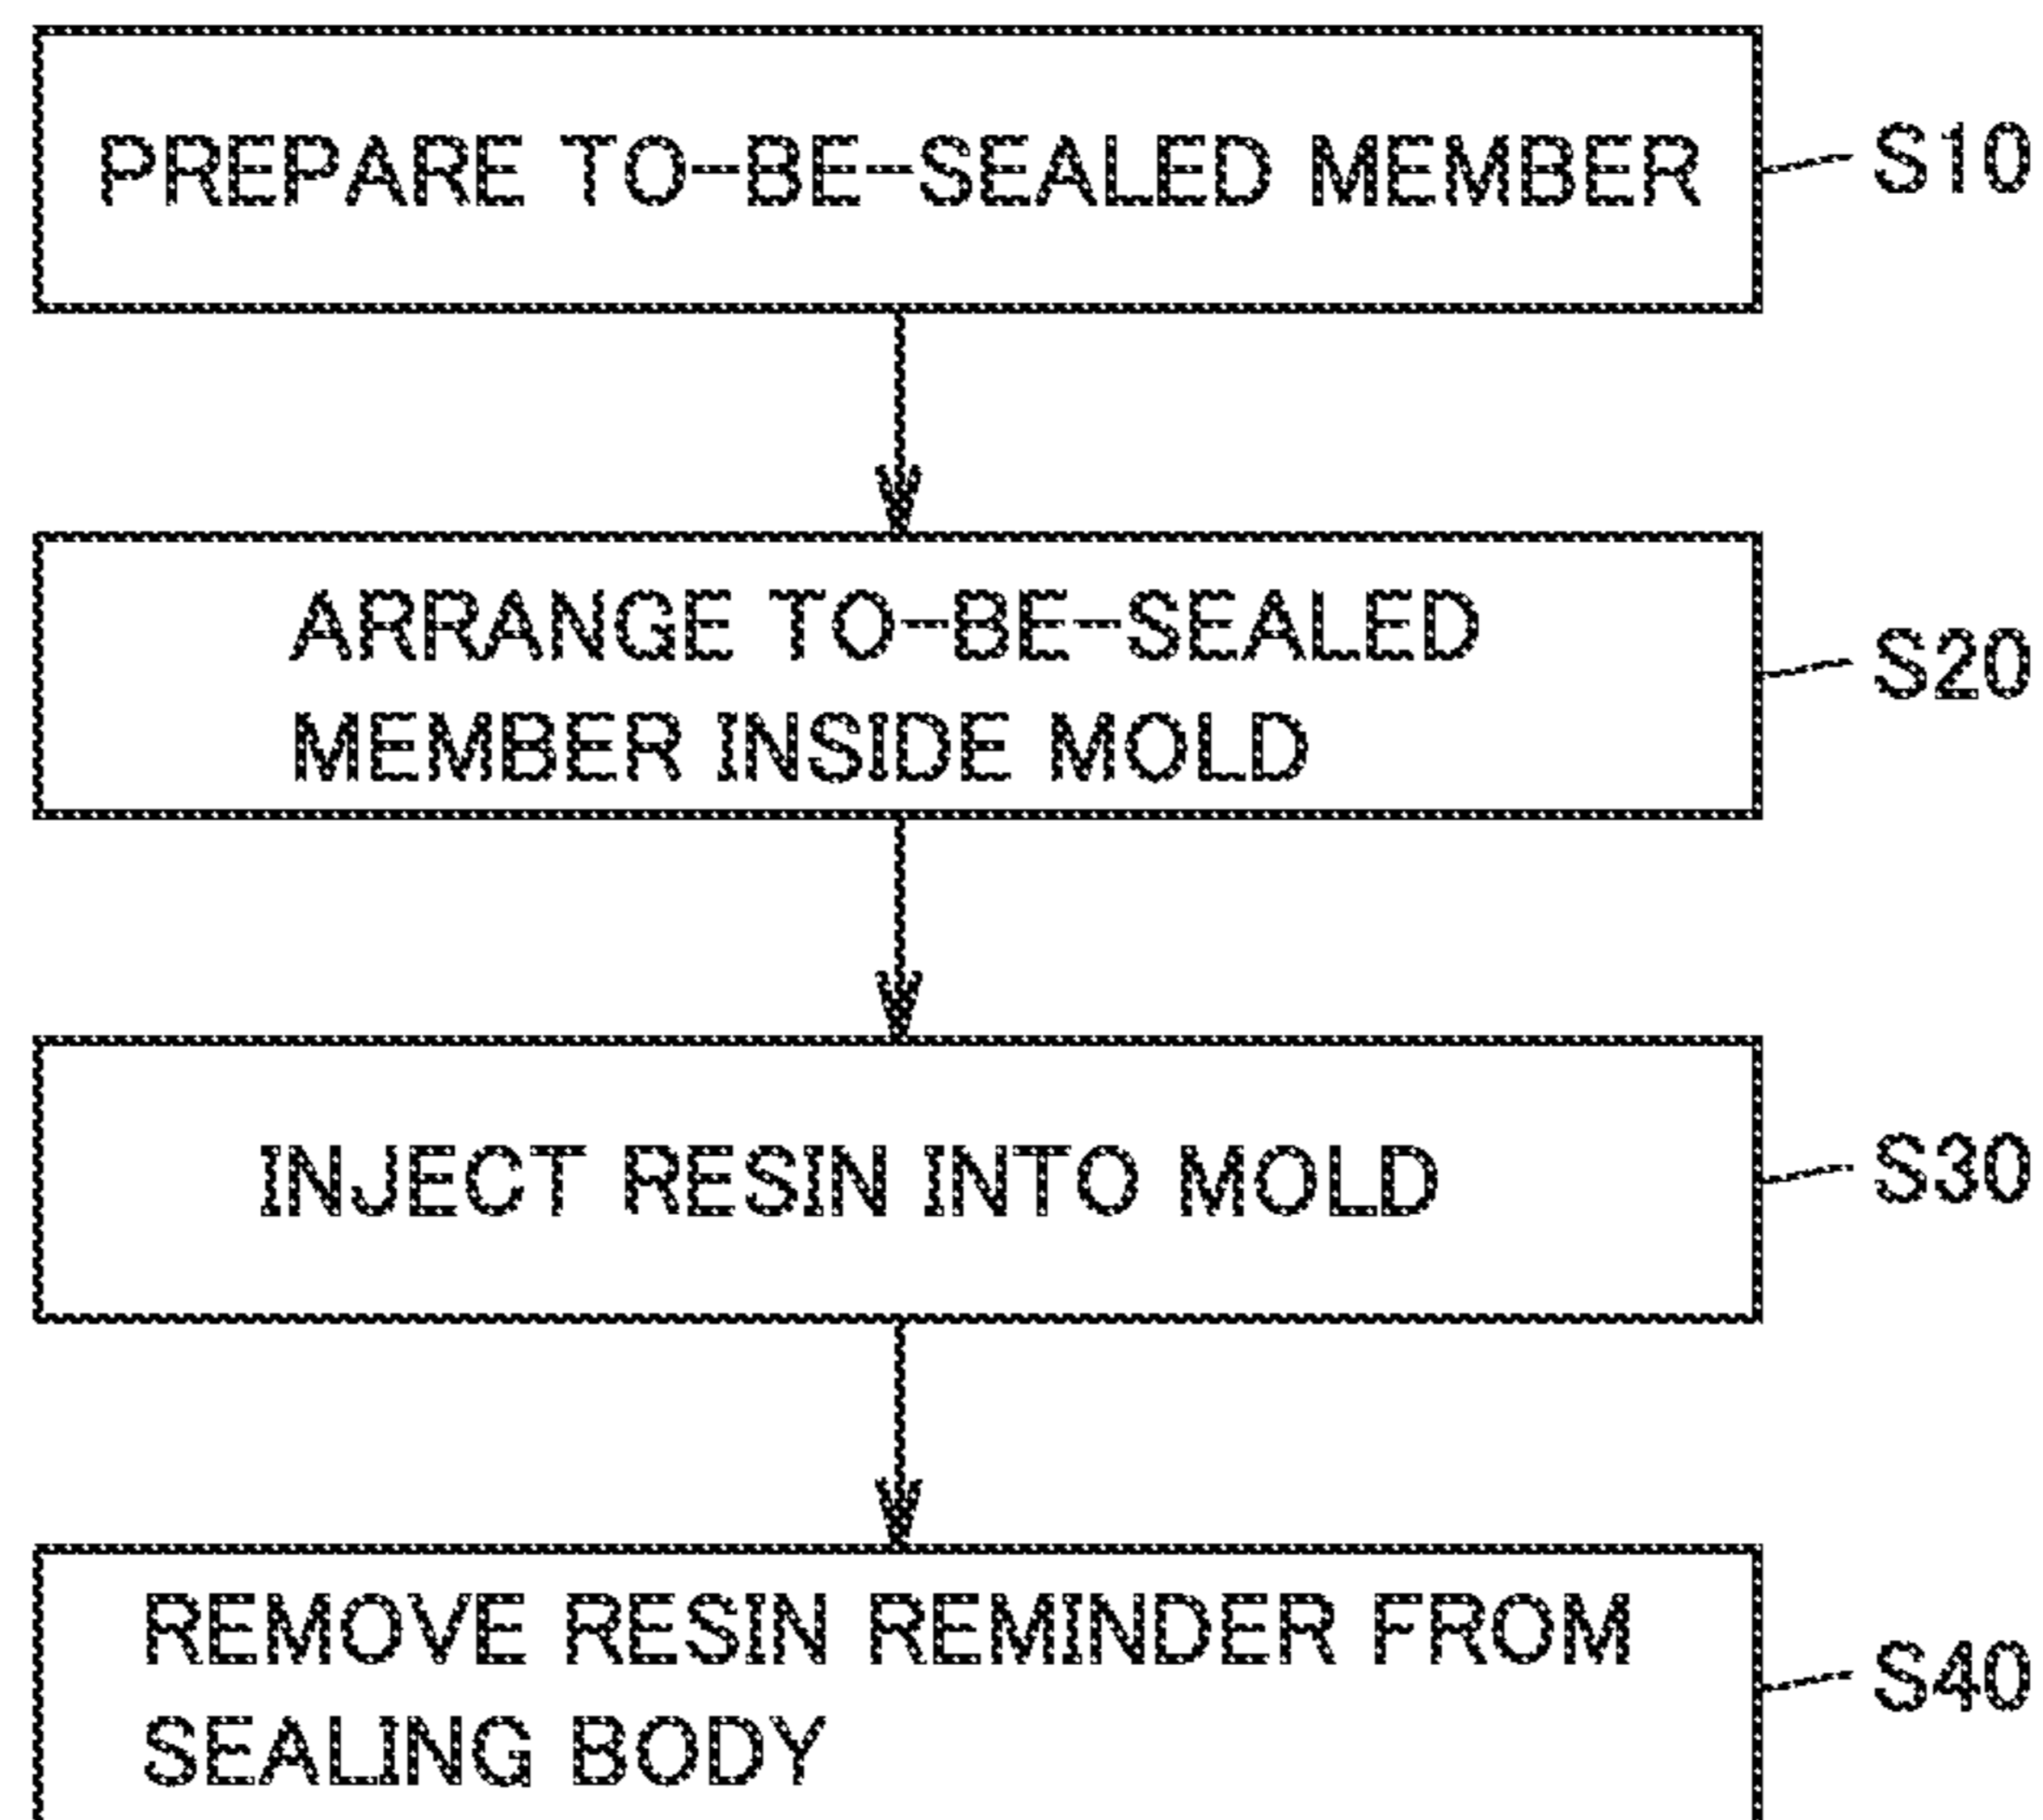 PREPARE TO-BE-SEALED MEMBER S10
ARRANGE TO-BE-SEALED
MEMBER INSIDE MOLD S20
INJECT RESIN INTO MOLD S30
REMOVE RESIN REMINDER FROM
SEALING BODY S40